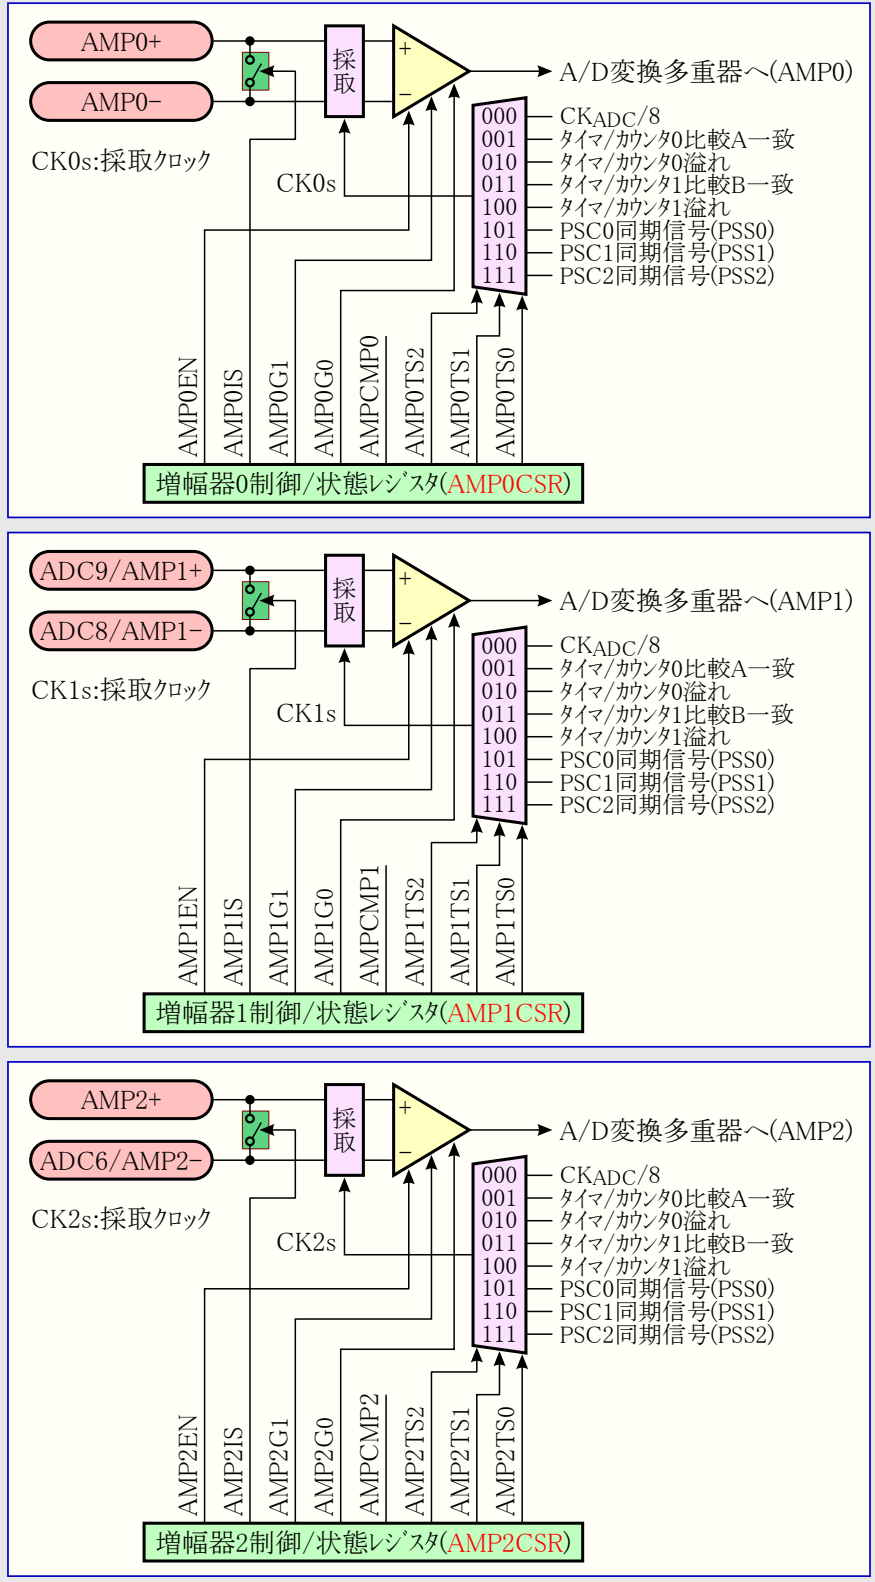 AMP0+
AMP0−
採取
+
−
A/D変換多重器へ(AMP0)
CK0s:採取クロック
CK0s
000 CKADC/8
001 タイマ/カウンタ0比較A一致
010 タイマ/カウンタ0溢れ
011 タイマ/カウンタ1比較B一致
100 タイマ/カウンタ1溢れ
101 PSC0同期信号(PSS0)
110 PSC1同期信号(PSS1)
111 PSC2同期信号(PSS2)
AMP0EN
AMP0IS
AMP0G1
AMP0G0
AMPCMP0
AMP0TS2
AMP0TS1
AMP0TS0
増幅器0制御/状態レジスタ(AMP0CSR)
ADC9/AMP1+
ADC8/AMP1−
採取
+
−
A/D変換多重器へ(AMP1)
CK1s:採取クロック
CK1s
000 CKADC/8
001 タイマ/カウンタ0比較A一致
010 タイマ/カウンタ0溢れ
011 タイマ/カウンタ1比較B一致
100 タイマ/カウンタ1溢れ
101 PSC0同期信号(PSS0)
110 PSC1同期信号(PSS1)
111 PSC2同期信号(PSS2)
AMP1EN
AMP1IS
AMP1G1
AMP1G0
AMPCMP1
AMP1TS2
AMP1TS1
AMP1TS0
増幅器1制御/状態レジスタ(AMP1CSR)
AMP2+
ADC6/AMP2−
採取
+
−
A/D変換多重器へ(AMP2)
CK2s:採取クロック
CK2s
000 CKADC/8
001 タイマ/カウンタ0比較A一致
010 タイマ/カウンタ0溢れ
011 タイマ/カウンタ1比較B一致
100 タイマ/カウンタ1溢れ
101 PSC0同期信号(PSS0)
110 PSC1同期信号(PSS1)
111 PSC2同期信号(PSS2)
AMP2EN
AMP2IS
AMP2G1
AMP2G0
AMPCMP2
AMP2TS2
AMP2TS1
AMP2TS0
増幅器2制御/状態レジスタ(AMP2CSR)